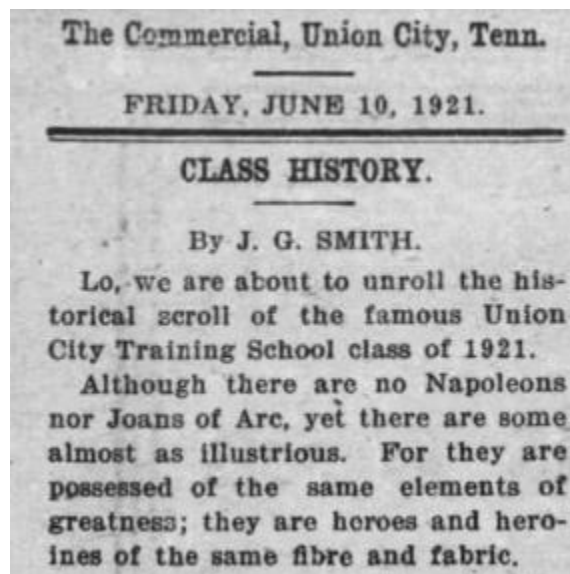 The Commercial, Union City, Tenn.
FRIDAY, JUNE 10, 1921.
CLASS HISTORY.
By J. G. SMITH.
Lo, we are about to unroll the his-
torical scroll of the famous Union
City Training School class of 1921.
Although there are no Napoleons
nor Joans of Arc, yet there are some
almost as illustrious. For they are
possessed of the same elements of
greatness; they are heroes and hero-
ines of the same fibre and fabric.